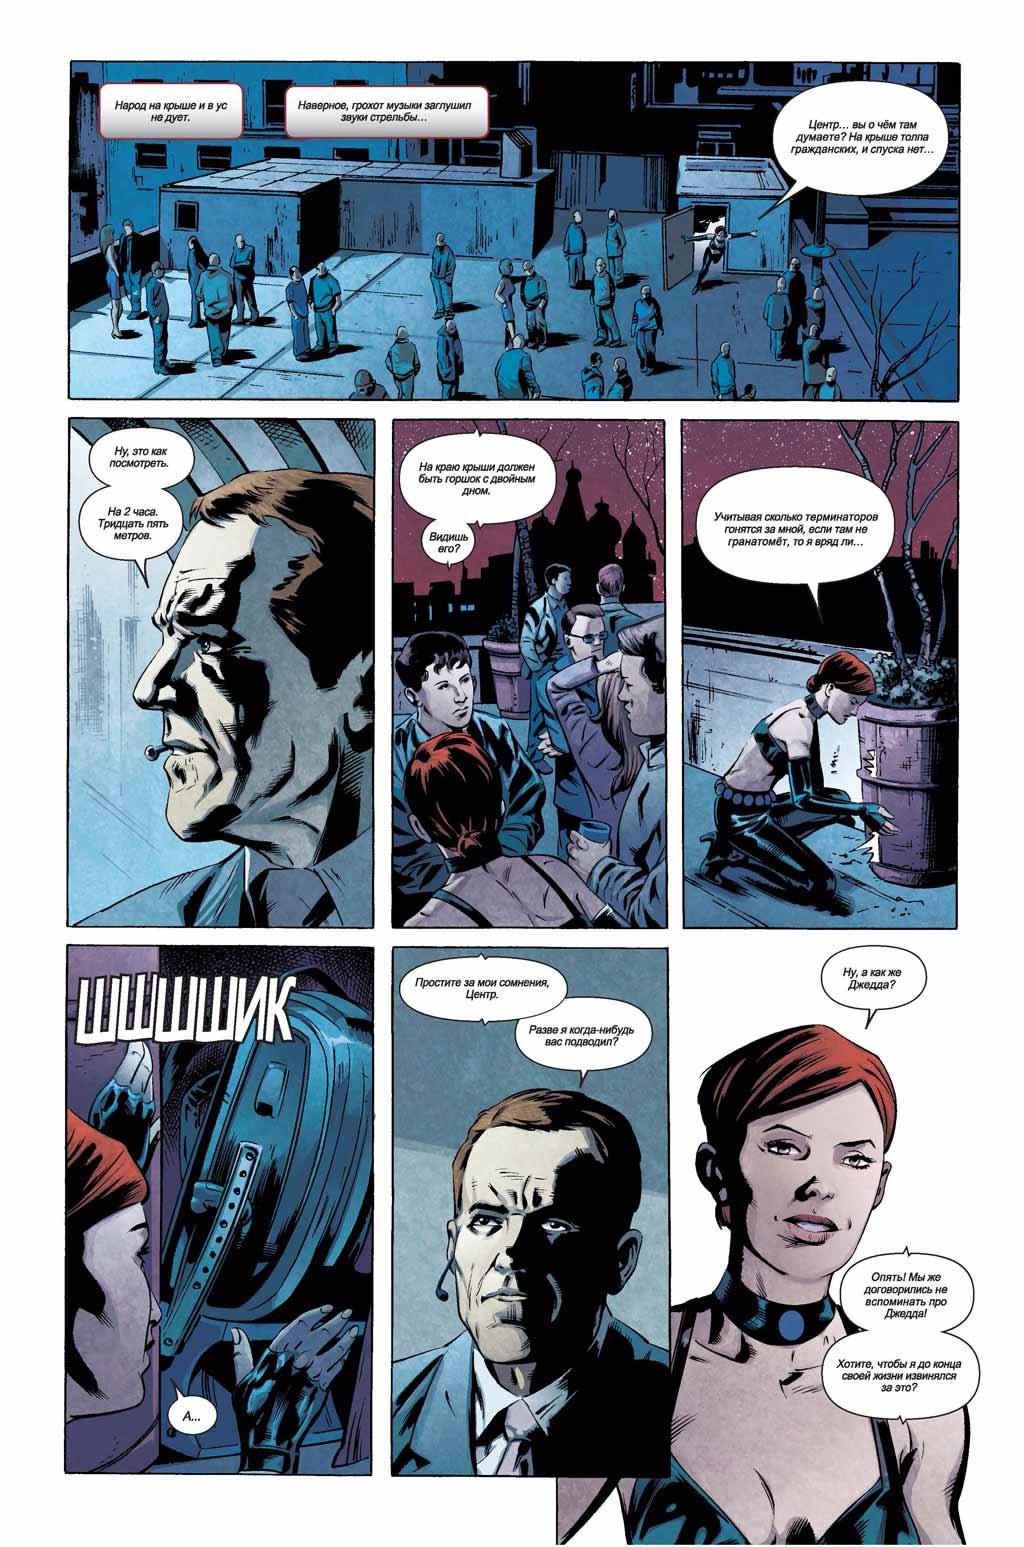 Народ на крыше и в ус
не дует.
Наверное, грохот музыки заглушил
звуки стрельбы...
Центр... вы о чём там
думаете? На крыше толпа
гражданских, и спуска нет...
Ну, это как
посмотреть.
На 2 часа.
Тридцать пять
метров.
На краю крыши должен
быть горшок с двойным
дном.
Видишь
его?
Учитывая сколько терминаторов
гонятся за мной, если там не
гранатомёт, то я вряд ли...
ШШШШИК
А...
Простите за мои сомнения,
Центр.
Разве я когда-нибудь
вас подводил?
Ну, а как же
Джедда?
Опять! Мы же
договорились не
вспоминать про
Джедда!
Хотите, чтобы я до конца
своей жизни извинялся
за это?